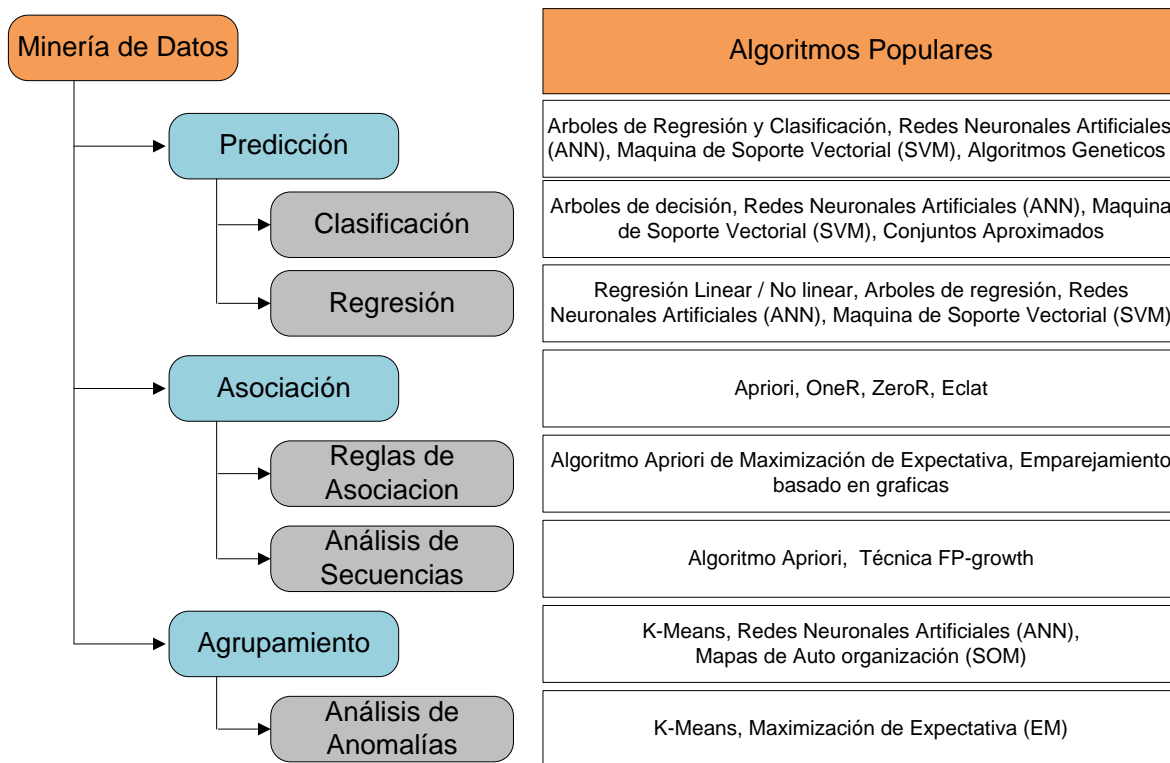 Minería de Datos
Algoritmos Populares
Predicción
Arboles de Regresión y Clasificación, Redes Neuronales Artificiales
(ANN), Maquina de Soporte Vectorial (SVM), Algoritmos Geneticos
Clasificación
Arboles de decisión, Redes Neuronales Artificiales (ANN), Maquina
de Soporte Vectorial (SVM), Conjuntos Aproximados
Regresión
Regresión Linear / No linear, Arboles de regresión, Redes
Neuronales Artificiales (ANN), Maquina de Soporte Vectorial (SVM)
Asociación
Apriori, OneR, ZeroR, Eclat
Reglas de
Asociacion
Algoritmo Apriori de Maximización de Expectativa, Emparejamiento
basado en graficas
Análisis de
Secuencias
Algoritmo Apriori, Técnica FP-growth
Agrupamiento
K-Means, Redes Neuronales Artificiales (ANN),
Mapas de Auto organización (SOM)
Análisis de
Anomalías
K-Means, Maximización de Expectativa (EM)